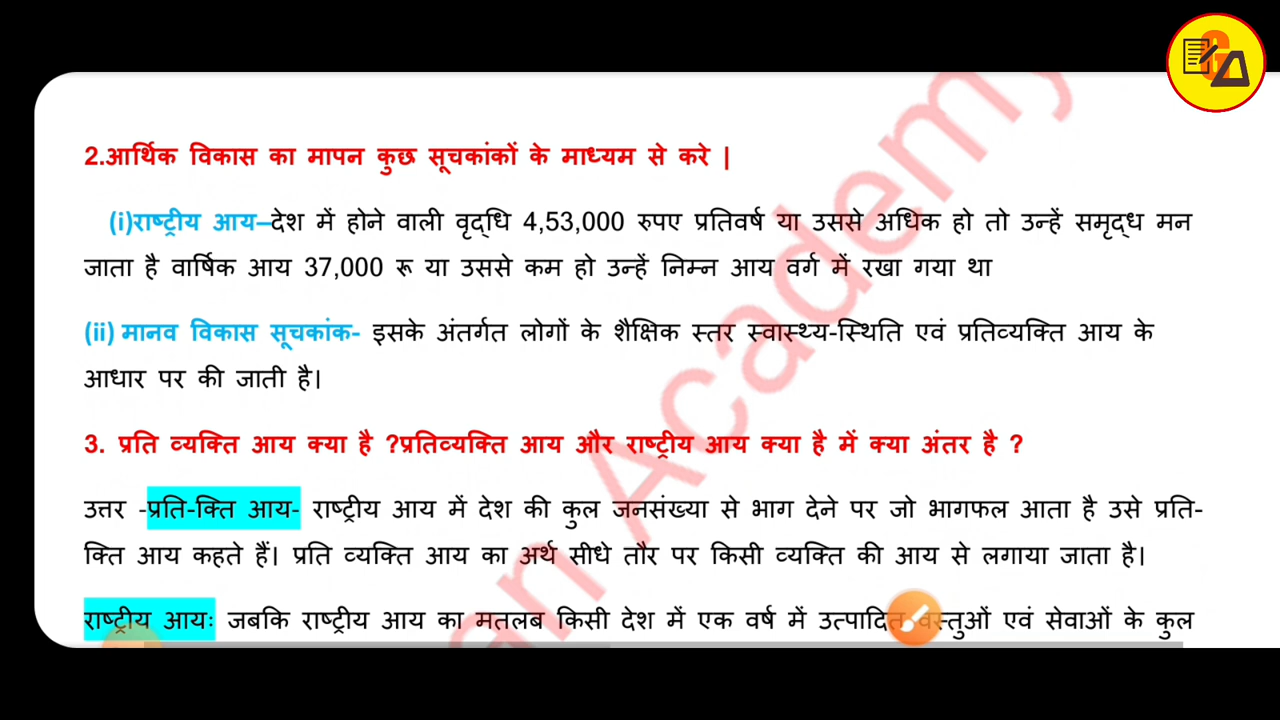 2.आर्थिक विकास का मापन कुछ सूचकांकों के माध्यम से करे |
(i)राष्ट्रीय आय–देश में होने वाली वृद्धि 4,53,000 रुपए प्रतिवर्ष या उससे अधिक हो तो उन्हें समृद्ध मन
जाता है वार्षिक आय 37,000 रू या उससे कम हो उन्हें निम्न आय वर्ग में रखा गया था
(ii) मानव विकास सूचकांक- इसके अंतर्गत लोगों के शैक्षिक स्तर स्वास्थ्य-स्थिति एवं प्रतिव्यक्ति आय के
आधार पर की जाती है।
3. प्रति व्यक्ति आय क्या है ?प्रतिव्यक्ति आय और राष्ट्रीय आय क्या है में क्या अंतर है ?
उत्तर -प्रति-क्ति आय- राष्ट्रीय आय में देश की कुल जनसंख्या से भाग देने पर जो भागफल आता है उसे प्रति-
क्ति आय कहते हैं। प्रति व्यक्ति आय का अर्थ सीधे तौर पर किसी व्यक्ति की आय से लगाया जाता है।
राष्ट्रीय आयः जबकि राष्ट्रीय आय का मतलब किसी देश में एक वर्ष में उत्पादित वस्तुओं एवं सेवाओं के कुल
an Academy
G